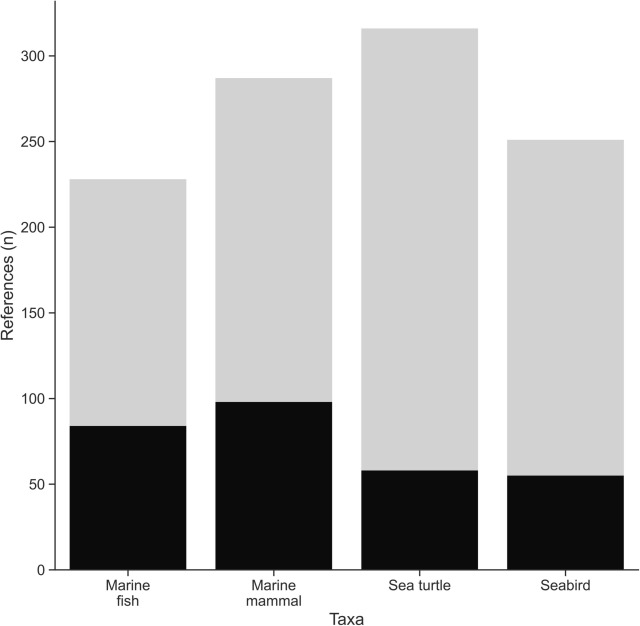 References (n)
300
250
200
150
100
50
0
Marine
fish
Marine
mammal
Sea turtle
Seabird
Taxa